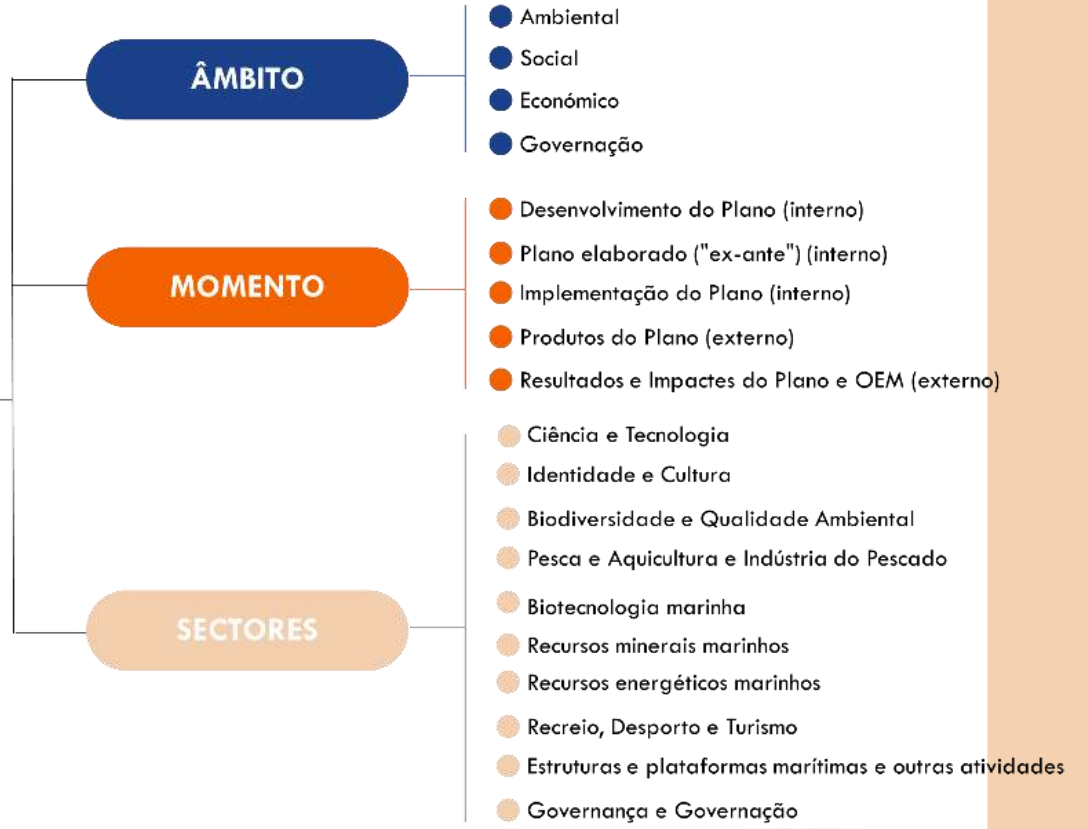 ÂMBITO
Ambiental
Social
Económico
Governação
MOMENTO
Desenvolvimento do Plano (interno)
Plano elaborado ("ex-ante") (interno)
Implementação do Plano (interno)
Produtos do Plano (externo)
Resultados e Impactes do Plano e OEM (externo)
SECTORES
Ciência e Tecnologia
Identidade e Cultura
Biodiversidade e Qualidade Ambiental
Pesca e Aquicultura e Indústria do Pescado
Biotecnologia marinha
Recursos minerais marinhos
Recursos energéticos marinhos
Recreio, Desporto e Turismo
Estruturas e plataformas marítimas e outras atividades
Governança e Governação